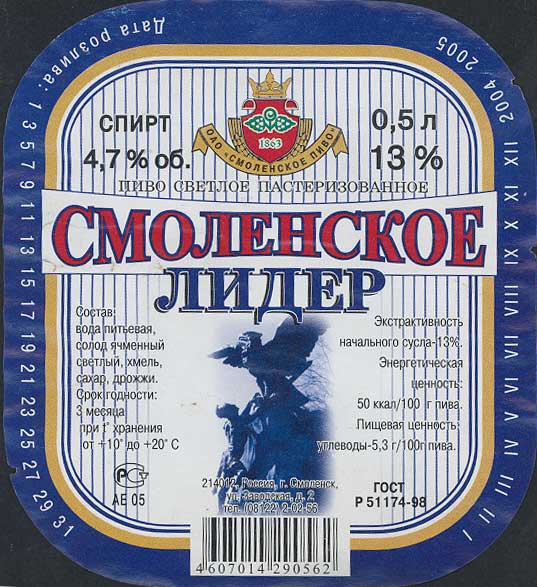 Дата розлива: 1 3 5 7 9 11 13 15 17 19 21 23 25 27 29 31
2004 2005
I II III IV V VI VII VIII XI X IX XII
СПИРТ
4,7 % об.
0,5 л
13 %
1863
ОАО «СМОЛЕНСКОЕ ПИВО»
ПИВО СВЕТЛОЕ ПАСТЕРИЗОВАННОЕ
СМОЛЕНСКОЕ
ЛИДЕР
Состав:
вода питьевая,
солод ячменный
светлый, хмель,
сахар, дрожжи.
Срок годности:
3 месяца
при t° хранения
от +10° до +20° С
Экстрактивность
начального сусла-13%.
Энергетическая
ценность:
50 ккал/100 г пива.
Пищевая ценность:
углеводы-5,3 г/100г пива.
РСТ
АЕ 05
214012, Россия, г. Смоленск,
ул. Заводская, д. 2
тел. (08122) 2-02-56
ГОСТ
Р 51174-98
4 607014 290562